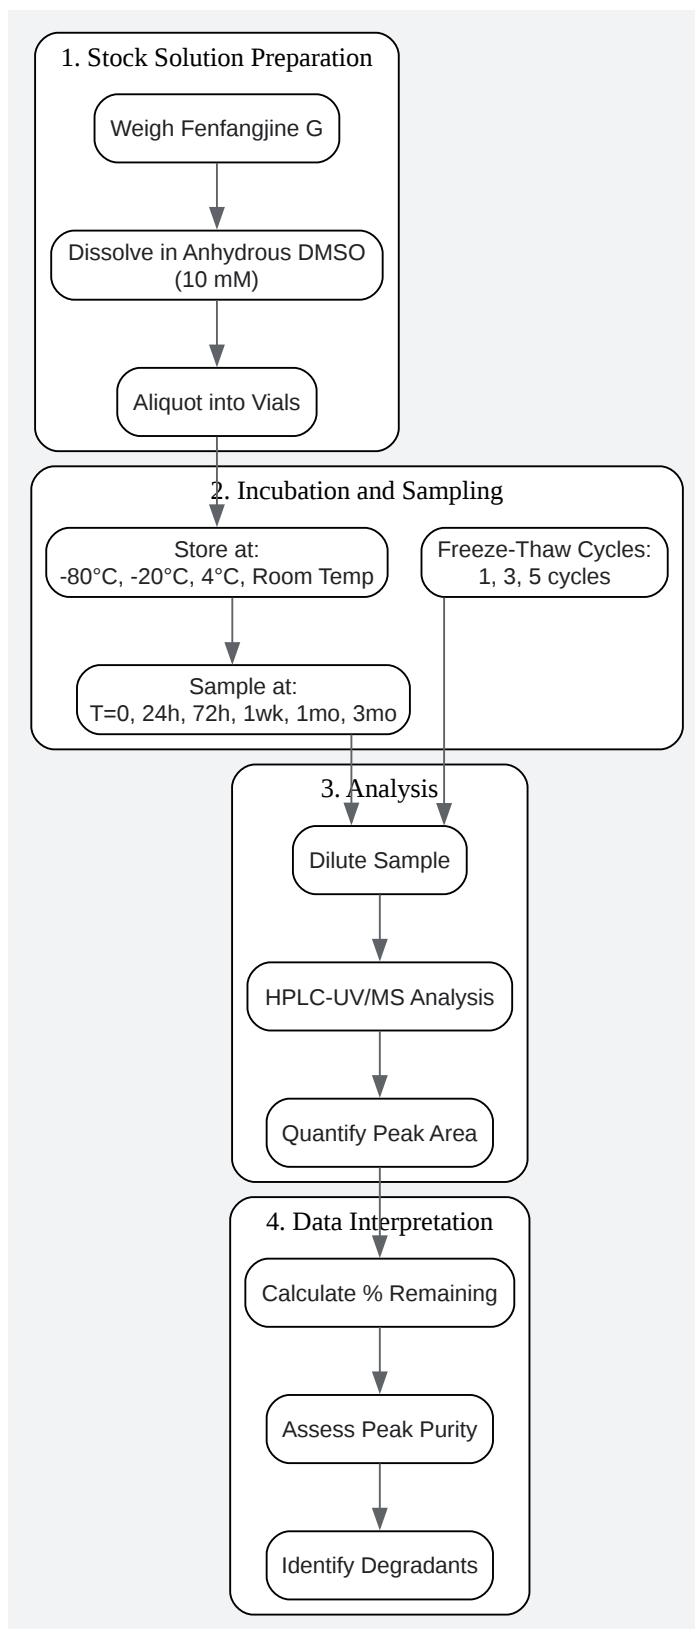 1. Stock Solution Preparation
Weigh Fenfangjine G
Dissolve in Anhydrous DMSO
(10 mM)
Aliquot into Vials
2. Incubation and Sampling
Store at:
-80°C, -20°C, 4°C, Room Temp
Freeze-Thaw Cycles:
1, 3, 5 cycles
Sample at:
T=0, 24h, 72h, 1wk, 1mo, 3mo
3. Analysis
Dilute Sample
HPLC-UV/MS Analysis
Quantify Peak Area
4. Data Interpretation
Calculate % Remaining
Assess Peak Purity
Identify Degradants